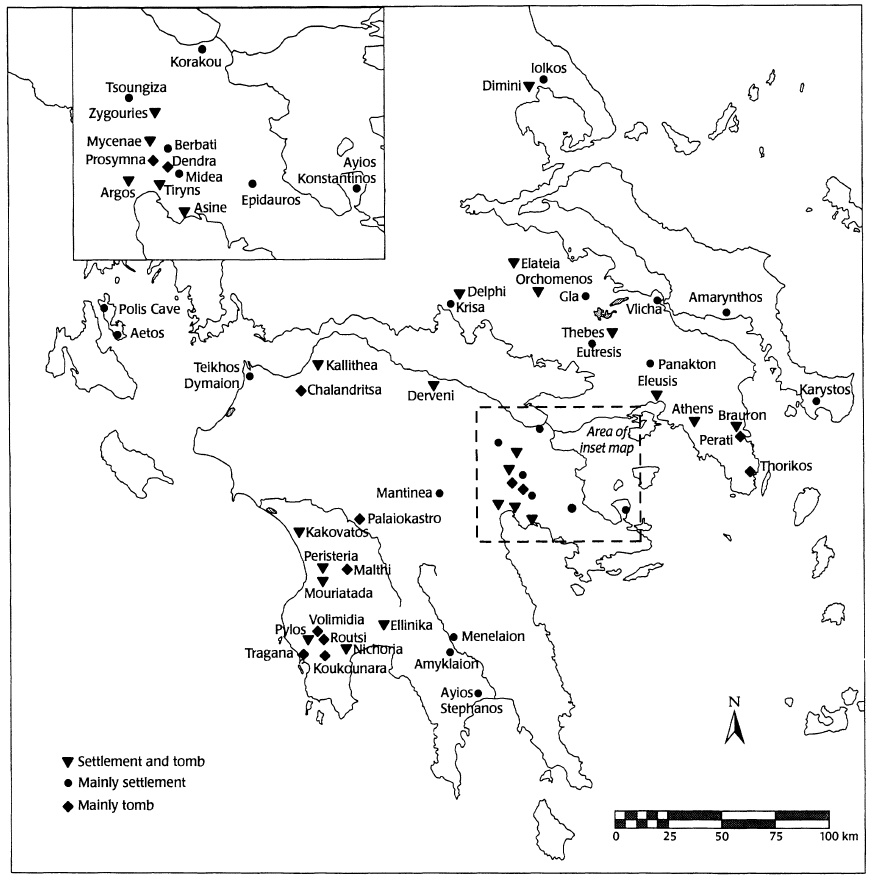 Korakou
Tsoungiza
Zygouries
Mycenae
Berbati
Prosymna
Dendra
Midea
Argos
Tiryns
Asine
Epidauros
Ayios
Konstantinos
Iolkos
Dimini
Elateia
Orchomenos
Delphi
Krisa
Gla
Vlicha
Amarynthos
Thebes
Eutresis
Polis Cave
Aetos
Teikhos
Dymaion
Kallithea
Chalandritsa
Derveni
Panakton
Eleusis
Karystos
Athens
Brauron
Perati
Thorikos
Area of
inset map
Mantinea
Palaiokastro
Kakovatos
Peristeria
Malthi
Mouriatada
Volimidia
Pylos
Routsi
Ellinika
Tragana
Nichoria
Koukounara
Menelaion
Amyklaion
Ayios
Stephanos
N
Settlement and tomb
Mainly settlement
Mainly tomb
0 25 50 75 100 km